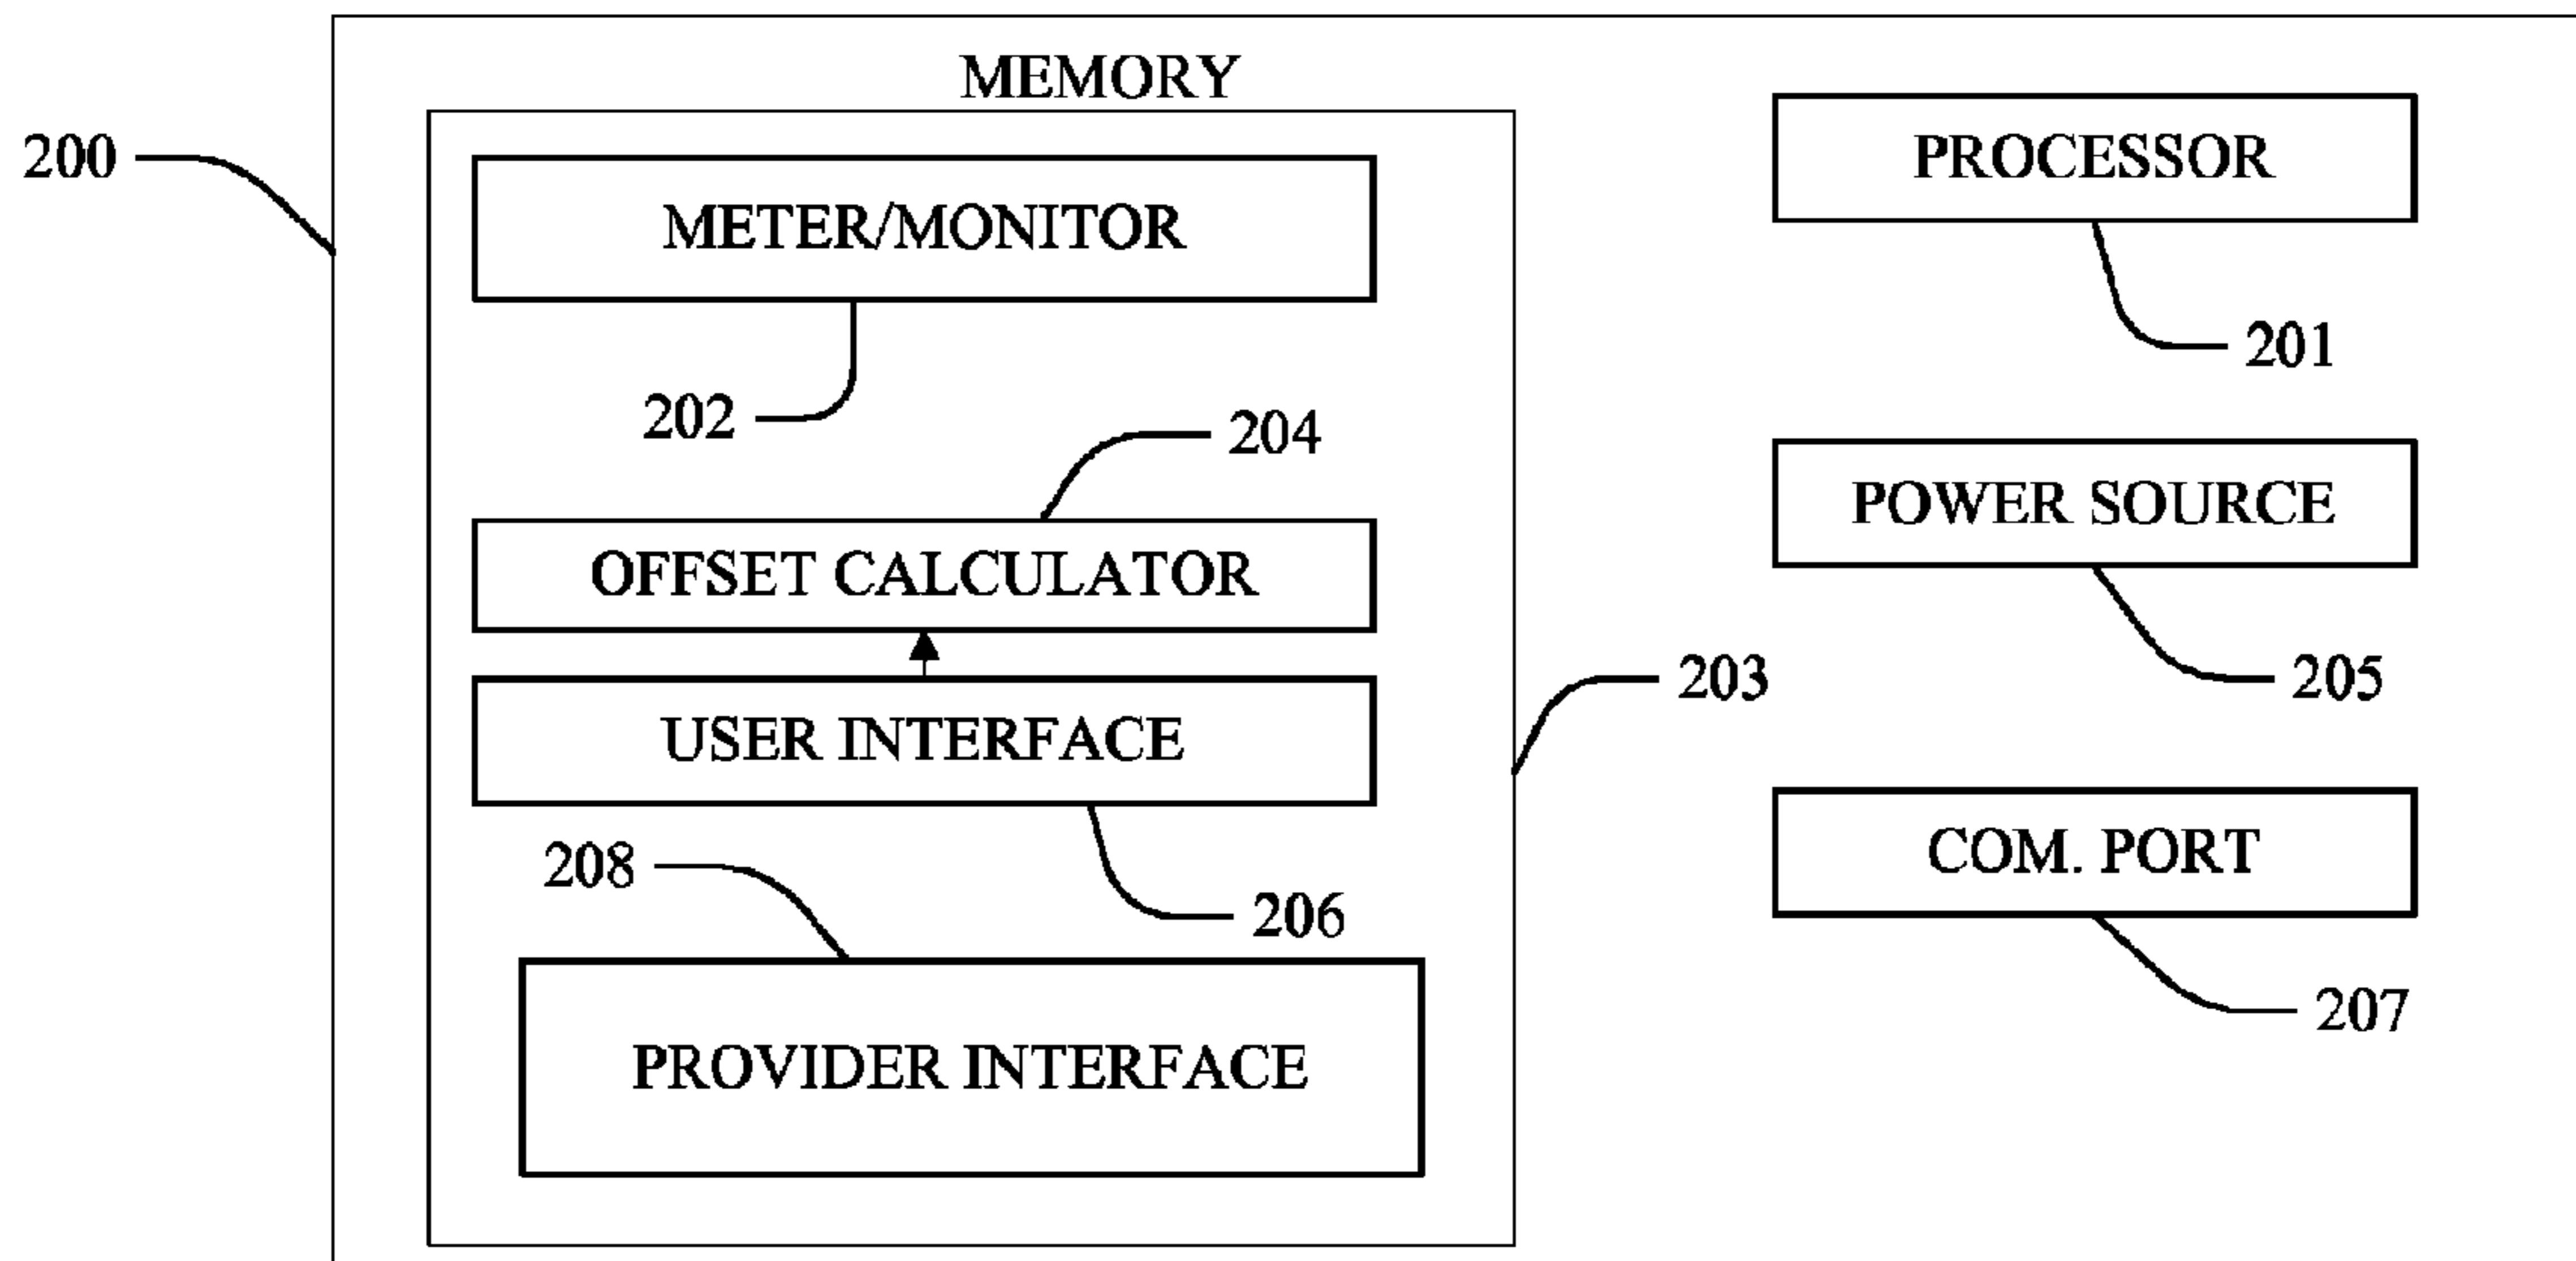 MEMORY
200
METER/MONITOR
202
204
OFFSET CALCULATOR
USER INTERFACE
203
208
206
PROVIDER INTERFACE
PROCESSOR
201
POWER SOURCE
205
COM. PORT
207